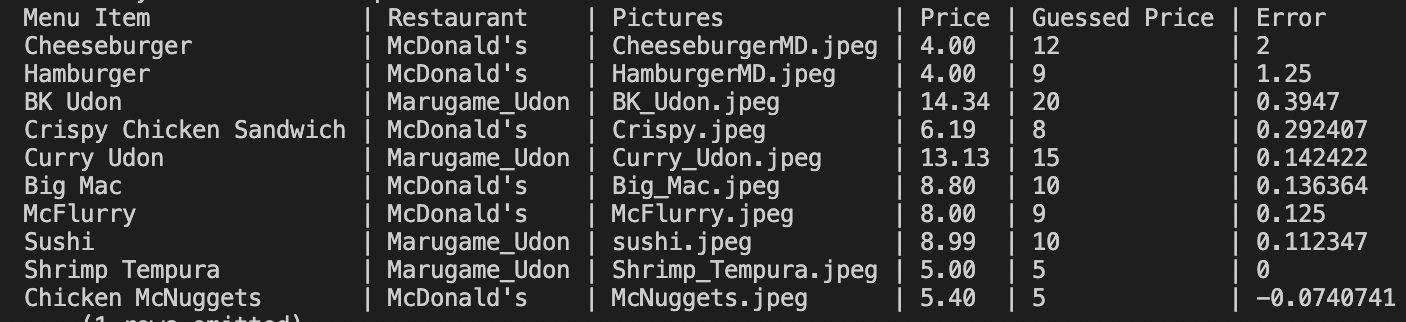 Menu Item | Restaurant | Pictures | Price | Guessed Price | Error
Cheeseburger | McDonald's | CheeseburgerMD.jpeg | 4.00 | 12 | 2
Hamburger | McDonald's | HamburgerMD.jpeg | 4.00 | 9 | 1.25
BK Udon | Marugame_Udon | BK_Udon.jpeg | 14.34 | 20 | 0.3947
Crispy Chicken Sandwich | McDonald's | Crispy.jpeg | 6.19 | 8 | 0.292407
Curry Udon | Marugame_Udon | Curry_Udon.jpeg | 13.13 | 15 | 0.142422
Big Mac | McDonald's | Big_Mac.jpeg | 8.80 | 10 | 0.136364
McFlurry | McDonald's | McFlurry.jpeg | 8.00 | 9 | 0.125
Sushi | Marugame_Udon | sushi.jpeg | 8.99 | 10 | 0.112347
Shrimp Tempura | Marugame_Udon | Shrimp_Tempura.jpeg | 5.00 | 5 | 0
Chicken McNuggets | McDonald's | McNuggets.jpeg | 5.40 | 5 | -0.0740741
rows omitted)